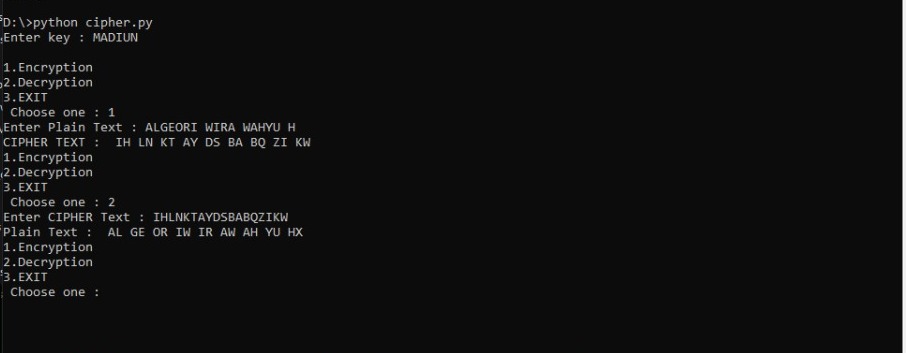 D:\>python cipher.py
Enter key : MADIUN
1.Encryption
2.Decryption
3.EXIT
Choose one : 1
Enter Plain Text : ALGEORI WIRA WAHYU H
CIPHER TEXT :  IH LN KT AY DS BA BQ ZI KW
1.Encryption
2.Decryption
3.EXIT
Choose one : 2
Enter CIPHER Text : IHLNKTAYDSBABQZIKW
Plain Text :  AL GE OR IW IR AW AH YU HX
1.Encryption
2.Decryption
3.EXIT
Choose one :